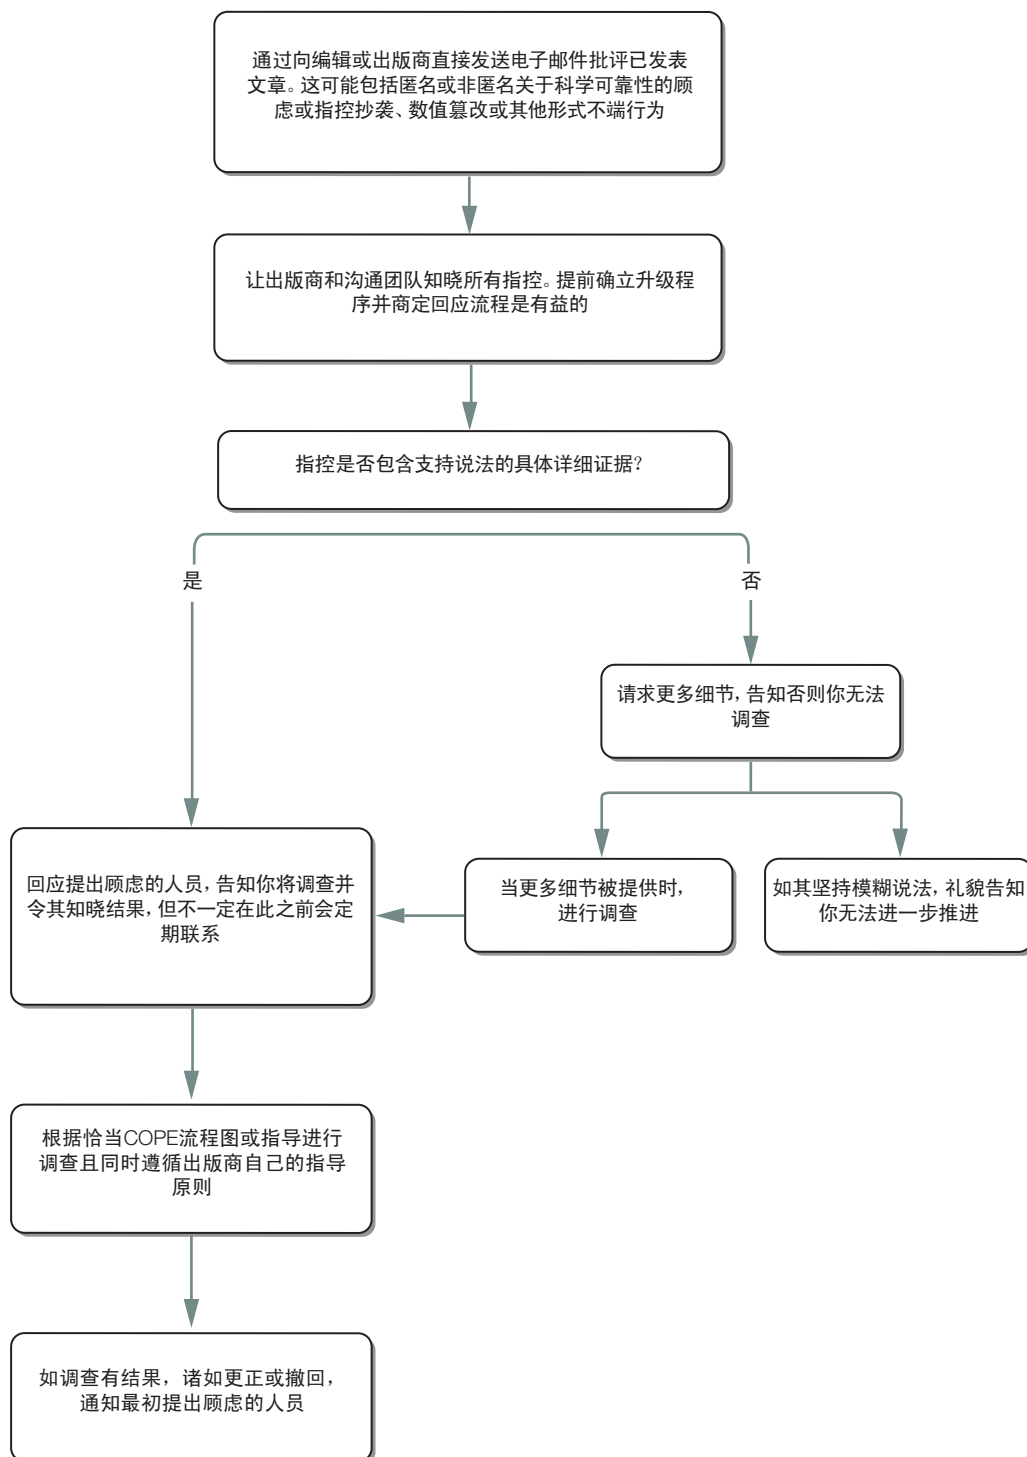 通过向编辑或出版商直接发送电子邮件批评已发表
文章。这可能包括匿名或非匿名关于科学可靠性的顾
虑或指控抄袭、数值篡改或其他形式不端行为
让出版商和沟通团队知晓所有指控。提前确立升级程
序并商定回应流程是有益的
指控是否包含支持说法的具体详细证据？
是
否
请求更多细节，告知否则你无法
调查
回应提出顾虑的人员，告知你将调查并
令其知晓结果，但不一定在此之前会定
期联系
当更多细节被提供时，
进行调查
如其坚持模糊说法，礼貌告知
你无法进一步推进
根据恰当COPE流程图或指导进行
调查且同时遵循出版商自己的指导
原则
如调查有结果，诸如更正或撤回，
通知最初提出顾虑的人员